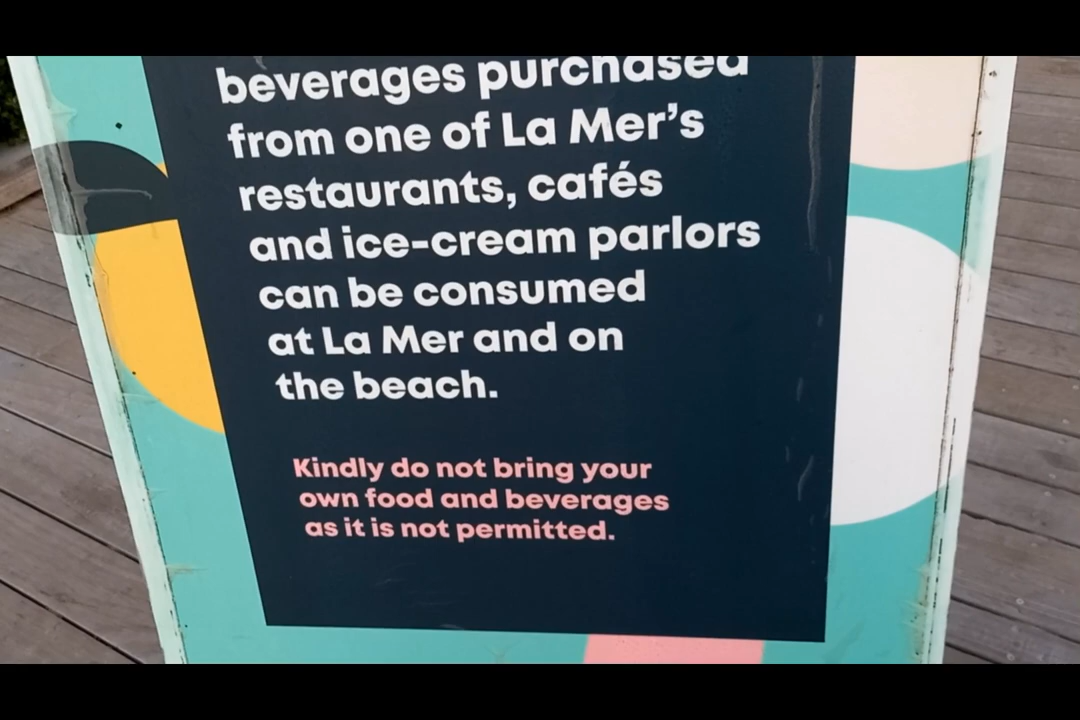 beverages purchased
from one of La Mer's
restaurants, cafés
and ice-cream parlors
can be consumed
at La Mer and on
the beach.
Kindly do not bring your
own food and beverages
as it is not permitted.